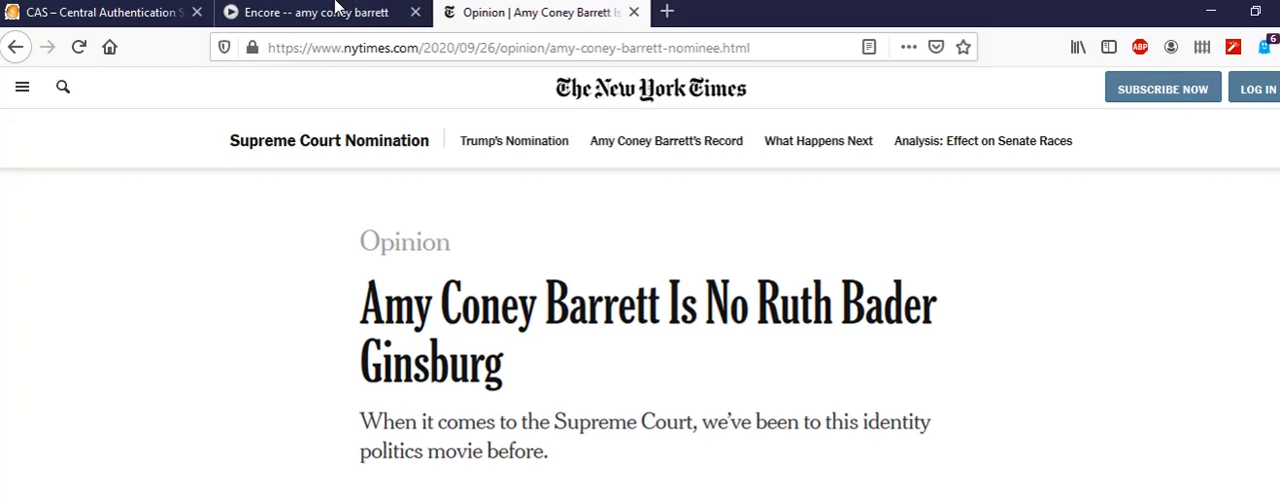 CAS – Central Authentication S
Encore -- amy coney barrett
Opinion | Amy Coney Barrett Is
https://www.nytimes.com/2020/09/26/opinion/amy-coney-barrett-nominee.html
ABP
6
The New York Times
SUBSCRIBE NOW
LOG IN
Supreme Court Nomination
Trump's Nomination
Amy Coney Barrett's Record
What Happens Next
Analysis: Effect on Senate Races
Opinion
Amy Coney Barrett Is No Ruth Bader
Ginsburg
When it comes to the Supreme Court, we've been to this identity
politics movie before.